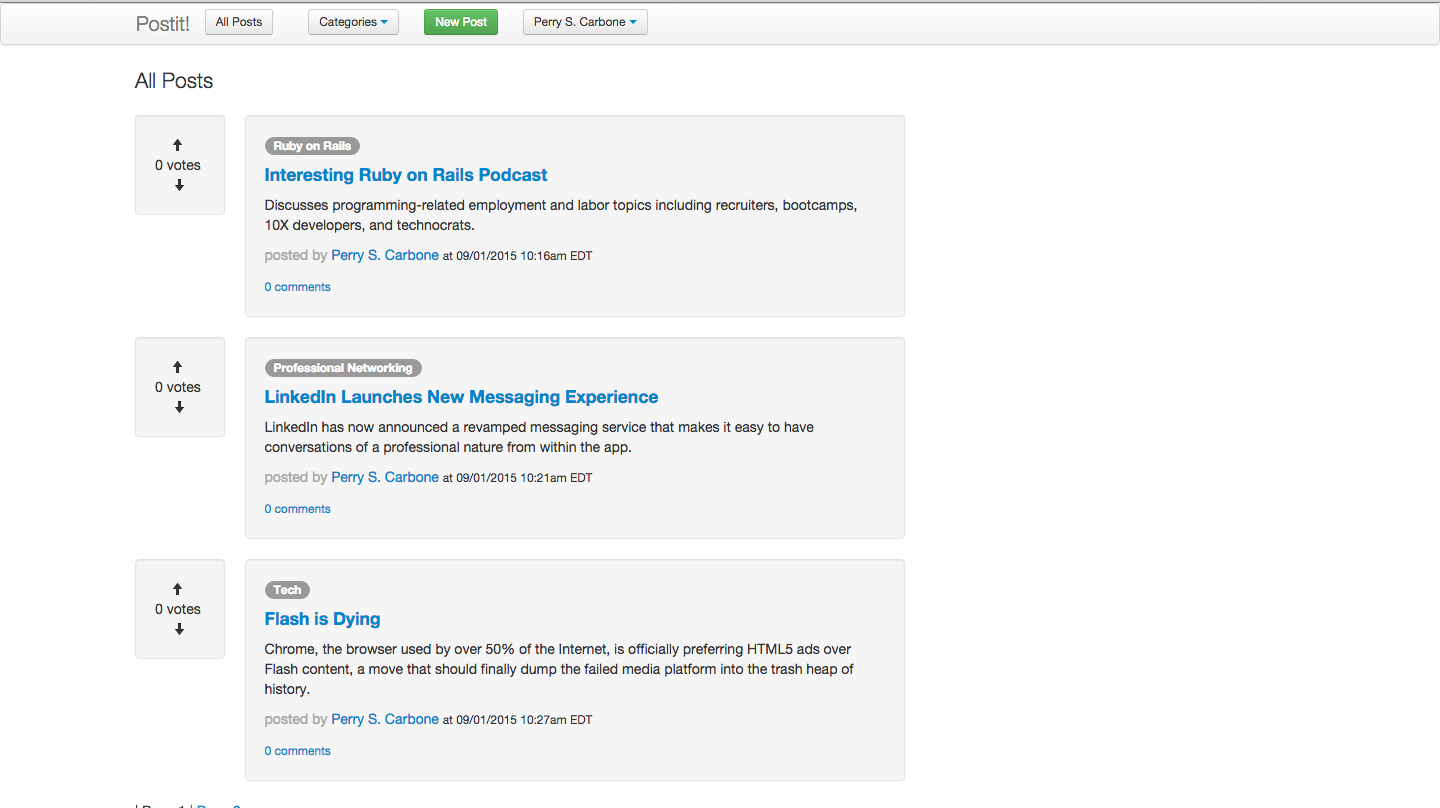 Postit!
All Posts
Categories
New Post
Perry S. Carbone
All Posts
0 votes
Ruby on Rails
Interesting Ruby on Rails Podcast
Discusses programming-related employment and labor topics including recruiters, bootcamps,
10X developers, and technocrats.
posted by Perry S. Carbone at 09/01/2015 10:16am EDT
0 comments
0 votes
Professional Networking
LinkedIn Launches New Messaging Experience
LinkedIn has now announced a revamped messaging service that makes it easy to have
conversations of a professional nature from within the app.
posted by Perry S. Carbone at 09/01/2015 10:21am EDT
0 comments
0 votes
Tech
Flash is Dying
Chrome, the browser used by over 50% of the Internet, is officially preferring HTML5 ads over
Flash content, a move that should finally dump the failed media platform into the trash heap of
history.
posted by Perry S. Carbone at 09/01/2015 10:27am EDT
0 comments